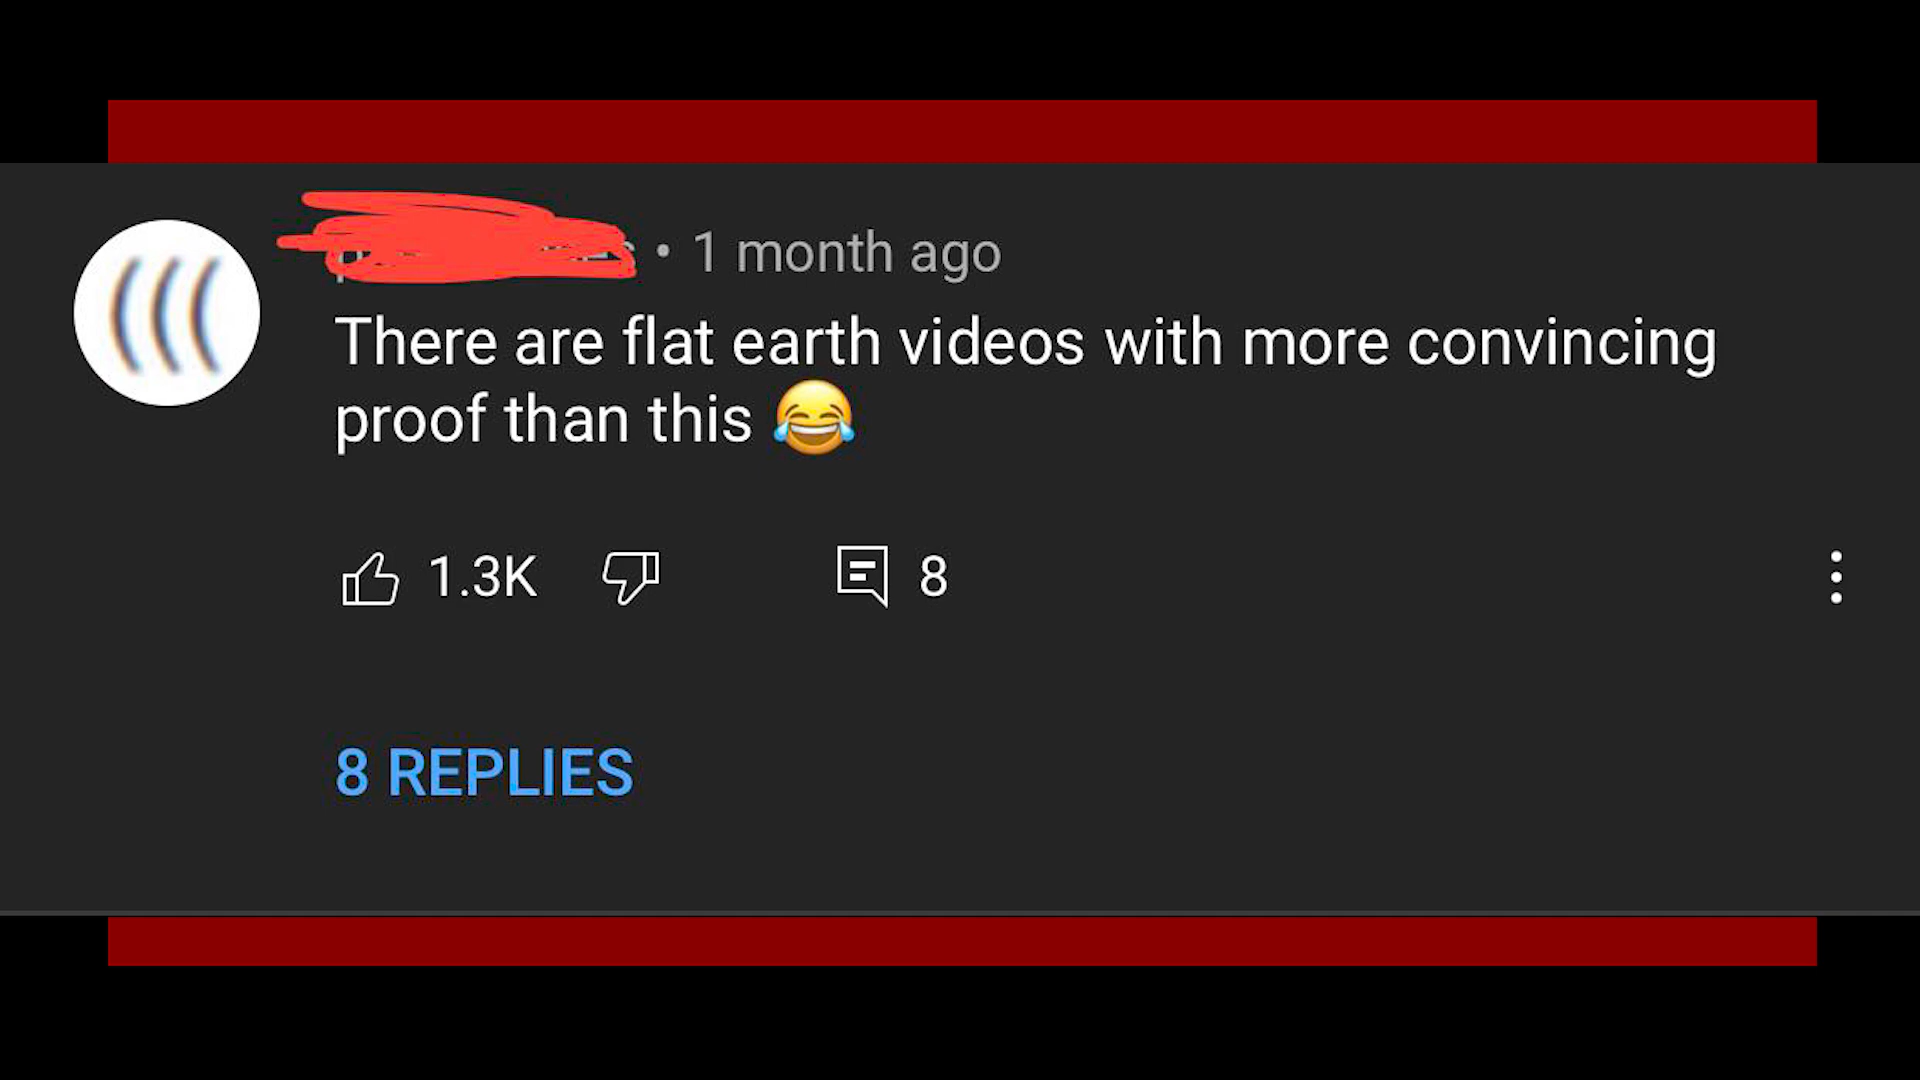 • 1 month ago
There are flat earth videos with more convincing
proof than this 😂
1.3K 8
8 REPLIES